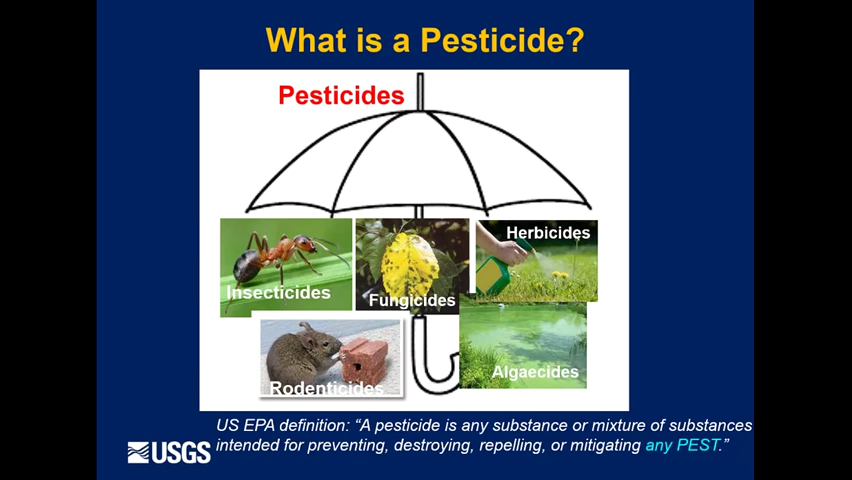 What is a Pesticide?
Pesticides
Insecticides
Fungicides
Herbicides
Rodenticides
Algaecides
US EPA definition: “A pesticide is any substance or mixture of substances
intended for preventing, destroying, repelling, or mitigating any PEST.”
USGS